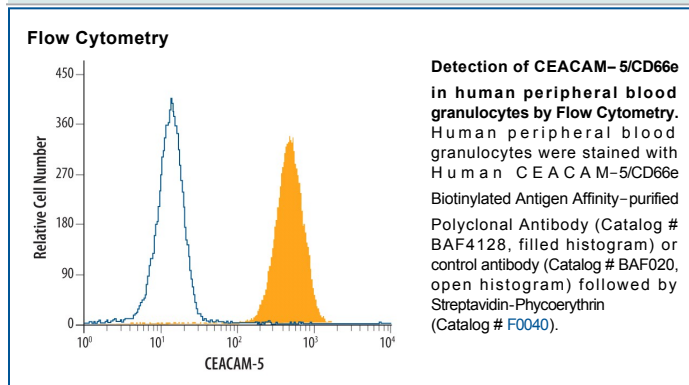 Flow Cytometry
450
360
270
180
90
0
Relative Cell Number
10⁰
10¹
10²
10³
10⁴
CEACAM-5
Detection of CEACAM–5/CD66e
in human peripheral blood
granulocytes by Flow Cytometry.
Human peripheral blood
granulocytes were stained with
Human CEACAM–5/CD66e
Biotinylated Antigen Affinity–purified
Polyclonal Antibody (Catalog #
BAF4128, filled histogram) or
control antibody (Catalog # BAF020,
open histogram) followed by
Streptavidin-Phycoerythrin
(Catalog # F0040).